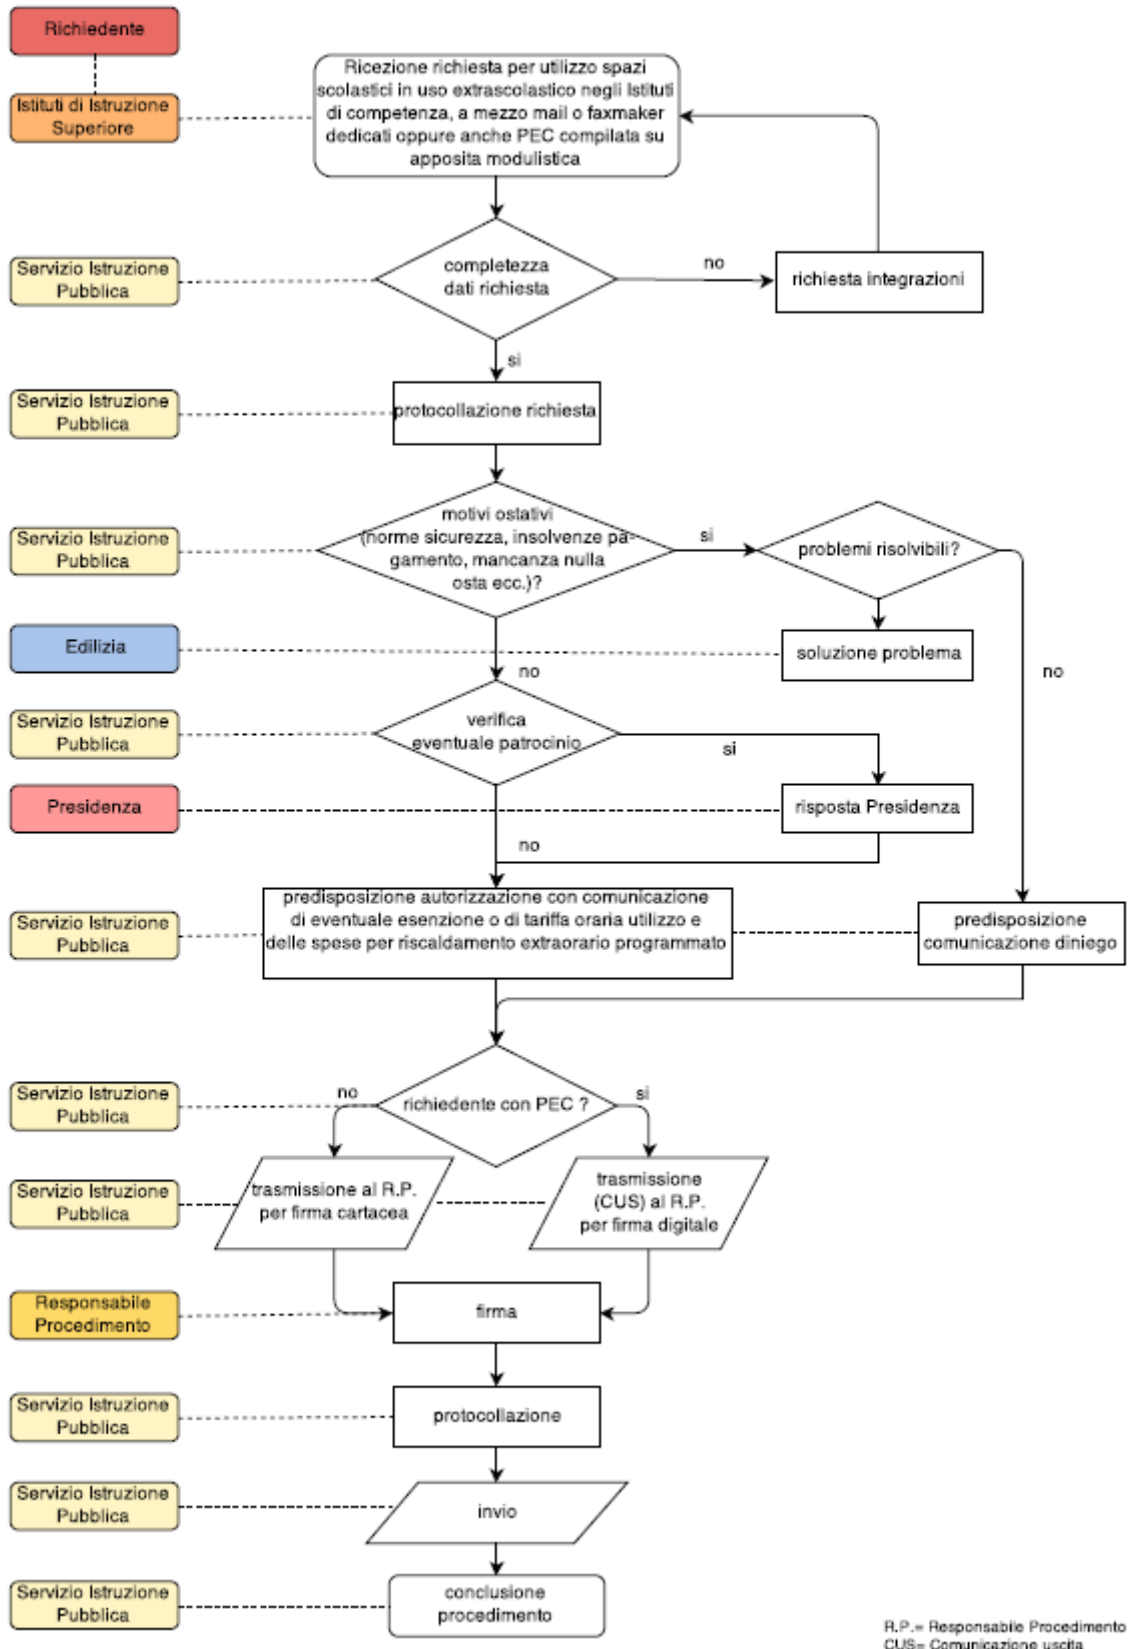 Richiedente
Istituti di Istruzione
Superiore
Ricezione richiesta per utilizzo spazi
scolastici in uso extrascolastico negli Istituti
di competenza, a mezzo mail o faxmaker
dedicati oppure anche PEC compilata su
apposita modulistica
Servizio Istruzione
Pubblica
completezza
dati richiesta
no
richiesta integrazioni
si
Servizio Istruzione
Pubblica
protocollazione richiesta
Servizio Istruzione
Pubblica
motivi ostativi
(norme sicurezza, insolvenze pa-
gamento, mancanza nulla
osta ecc.)?
si
problemi risolvibili?
Edilizia
soluzione problema
no
no
Servizio Istruzione
Pubblica
verifica
eventuale patrocinio
si
Presidenza
risposta Presidenza
no
Servizio Istruzione
Pubblica
predisposizione autorizzazione con comunicazione
di eventuale esenzione o di tariffa oraria utilizzo e
delle spese per riscaldamento extraorario programmato
predisposizione
comunicazione diniego
Servizio Istruzione
Pubblica
no
richiedente con PEC ?
si
Servizio Istruzione
Pubblica
trasmissione al R.P.
per firma cartacea
trasmissione
(CUS) al R.P.
per firma digitale
Responsabile
Procedimento
firma
Servizio Istruzione
Pubblica
protocollazione
Servizio Istruzione
Pubblica
invio
Servizio Istruzione
Pubblica
conclusione
procedimento
R.P.= Responsabile Procedimento
CUS= Comunicazione uscita